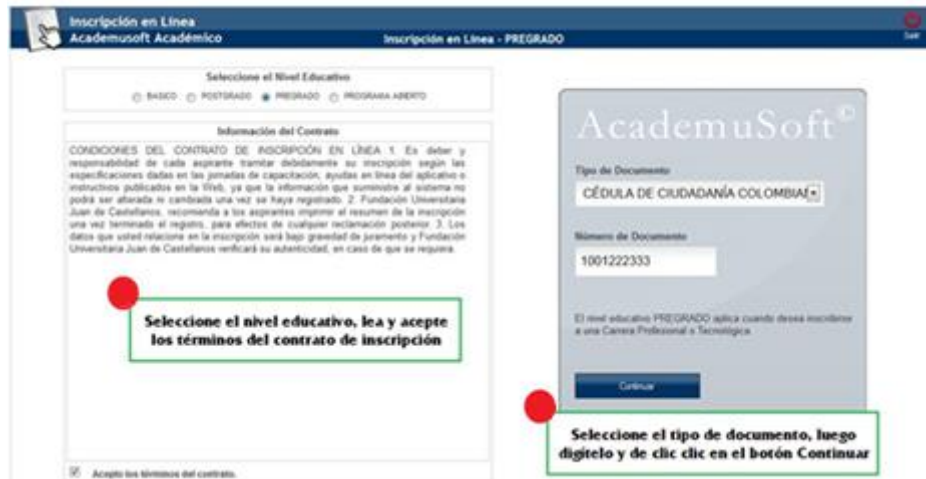 Inscripción en Línea
Academusoft Académico
Inscripción en Línea - PREGRADO
Salir
Seleccione el Nivel Educativo
BASICO POSTGRADO PREGRADO PROGRAMA ABIERTO
Información del Contrato
CONDICIONES DEL CONTRATO DE INSCRIPCIÓN EN LÍNEA 1. Es deber y
responsabilidad de cada aspirante tramitar debidamente su inscripción según las
especificaciones dadas en las jornadas de capacitación, ayudas en línea del aplicativo o
instructivos publicados en la Web, ya que la información que suministre al sistema no
podrá ser alterada ni cambiada una vez se haya registrado. 2. Fundación Universitaria
Juan de Castellanos, recomienda a los aspirantes imprimir el resumen de la inscripción
una vez terminado el registro, para efectos de cualquier reclamación posterior. 3. Los
datos que usted relacione en la inscripción será bajo gravedad de juramento y Fundación
Universitaria Juan de Castellanos verificará su autenticidad, en caso de que se requiera.
Seleccione el nivel educativo, lea y acepte
los términos del contrato de inscripción
Acepto los términos del contrato.
AcademuSoft©
Tipo de Documento
CÉDULA DE CIUDADANÍA COLOMBIA
Número de Documento
1001222333
El nivel educativo PREGRADO aplica cuando desea inscribirse
a una Carrera Profesional o Tecnológica.
Continuar
Seleccione el tipo de documento, luego
digítelo y de clic clic en el botón Continuar